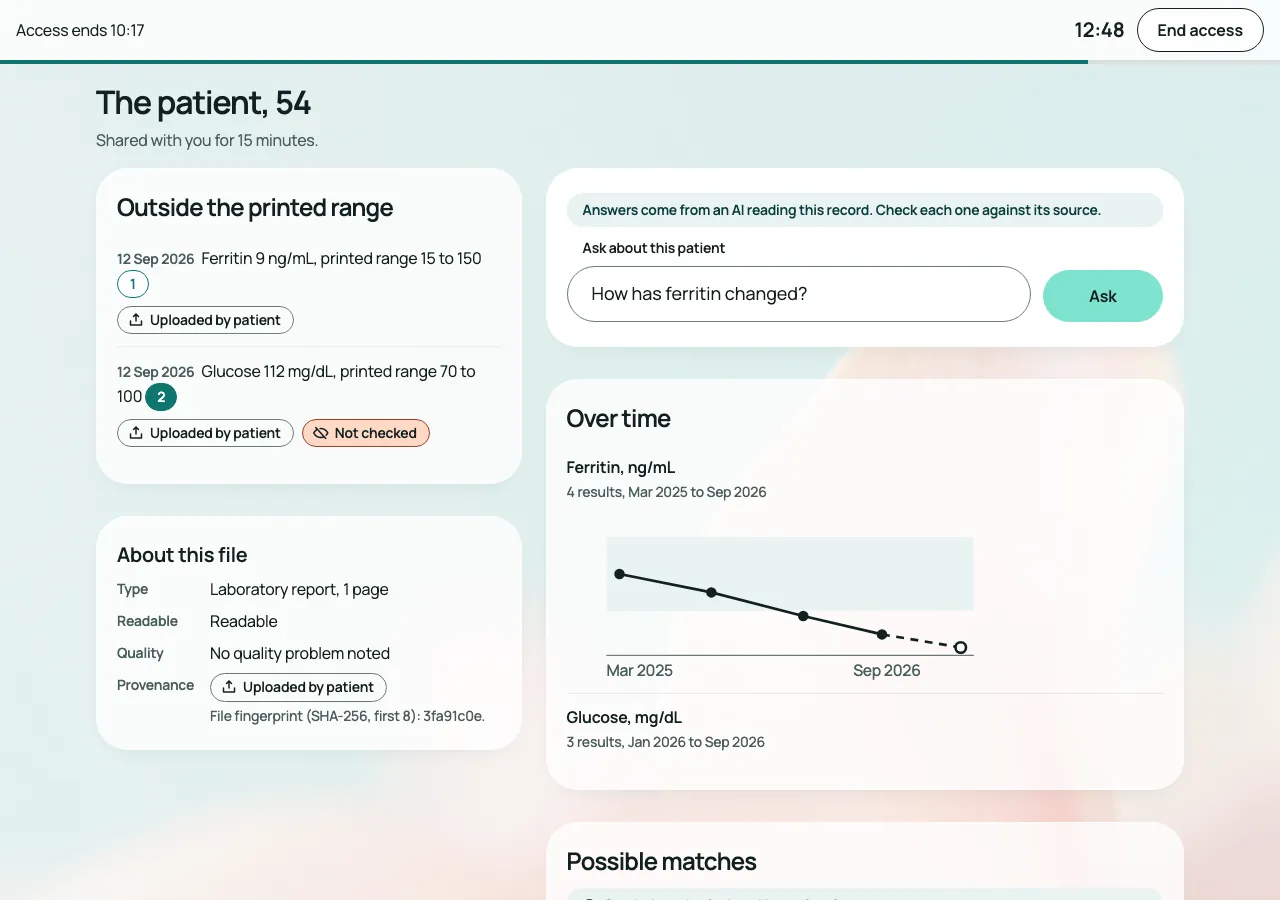 Access ends 10:17
12:48
End access
The patient, 54
Shared with you for 15 minutes.
Outside the printed range
12 Sep 2026 Ferritin 9 ng/mL, printed range 15 to 150
1
Uploaded by patient
12 Sep 2026 Glucose 112 mg/dL, printed range 70 to
100 2
Uploaded by patient
Not checked
About this file
Type Laboratory report, 1 page
Readable Readable
Quality No quality problem noted
Provenance Uploaded by patient
File fingerprint (SHA-256, first 8): 3fa91c0e.
Answers come from an AI reading this record. Check each one against its source.
Ask about this patient
How has ferritin changed?
Ask
Over time
Ferritin, ng/mL
4 results, Mar 2025 to Sep 2026
Mar 2025
Sep 2026
Glucose, mg/dL
3 results, Jan 2026 to Sep 2026
Possible matches